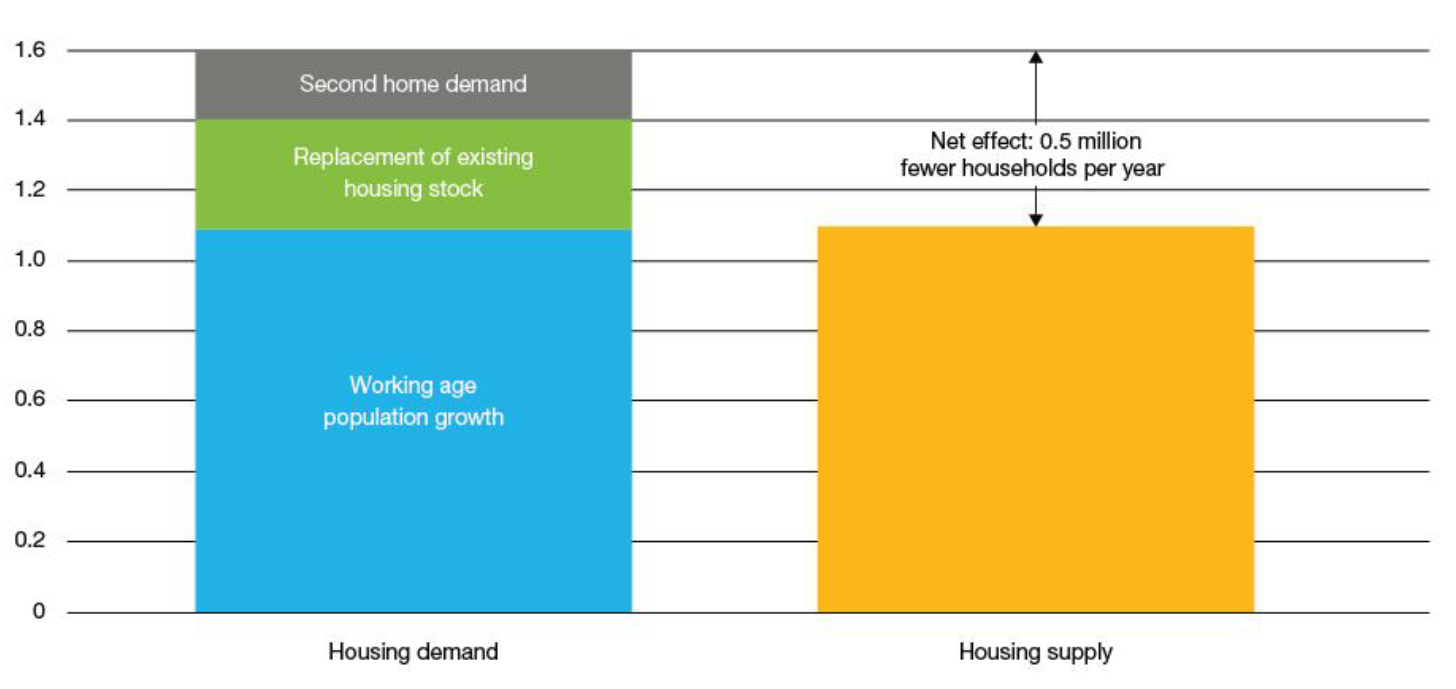 1.6
Second home demand
1.4
Net effect: 0.5 million
fewer households per year
Replacement of existing
housing stock
1.2
1.0
0.8
Working age
population growth
0.6
0.4
0.2
0
Housing demand
Housing supply